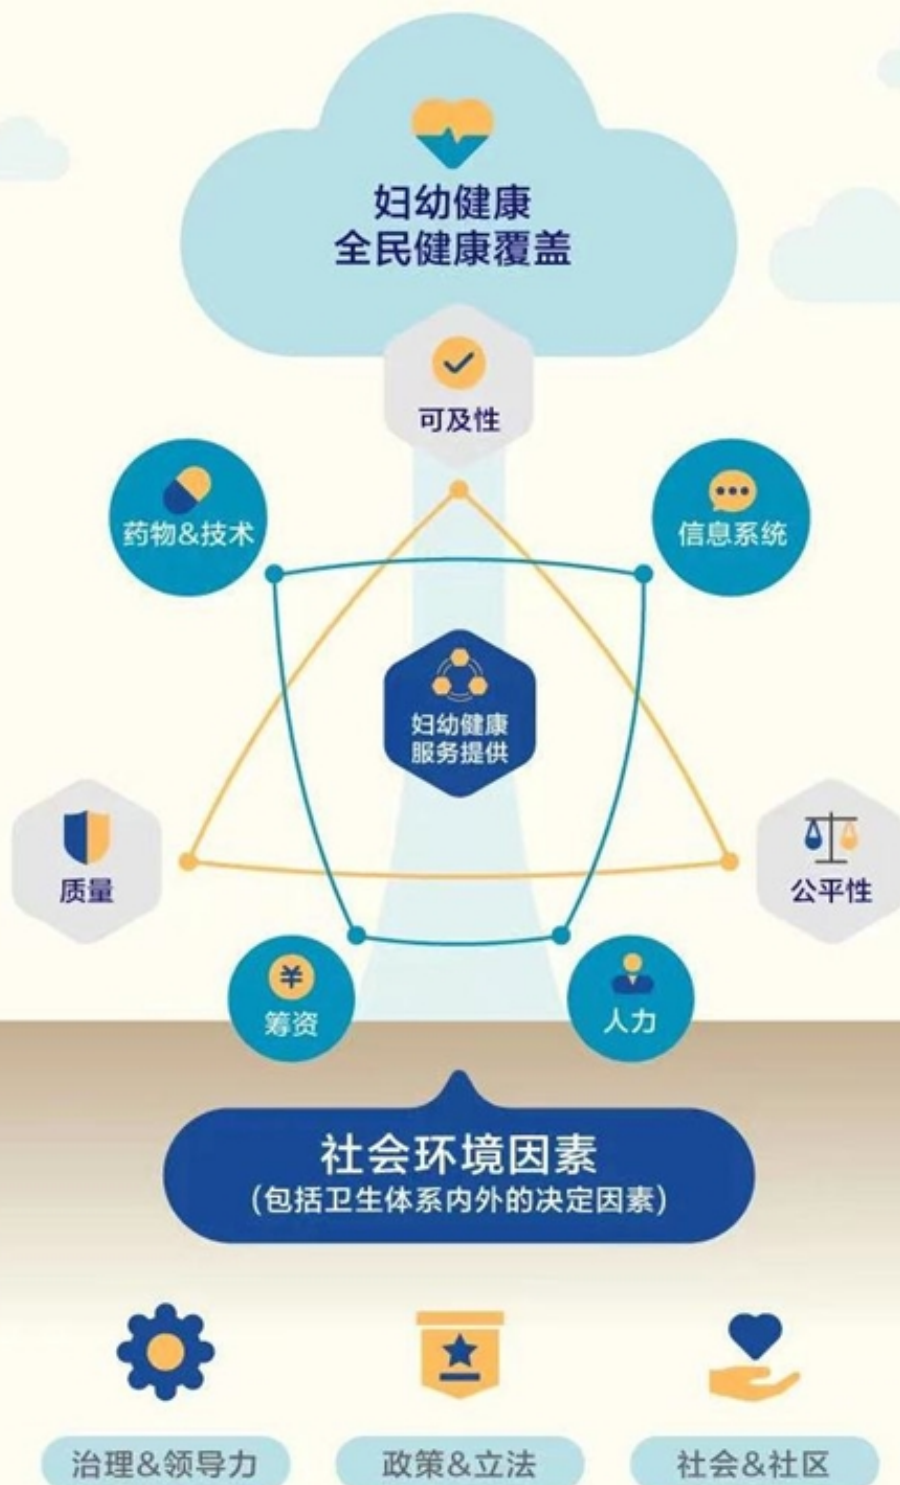 妇幼健康
全民健康覆盖
可及性
药物&技术
信息系统
妇幼健康
服务提供
质量
公平性
¥
筹资
人力
社会环境因素
(包括卫生体系内外的决定因素)
治理&领导力
政策&立法
社会&社区